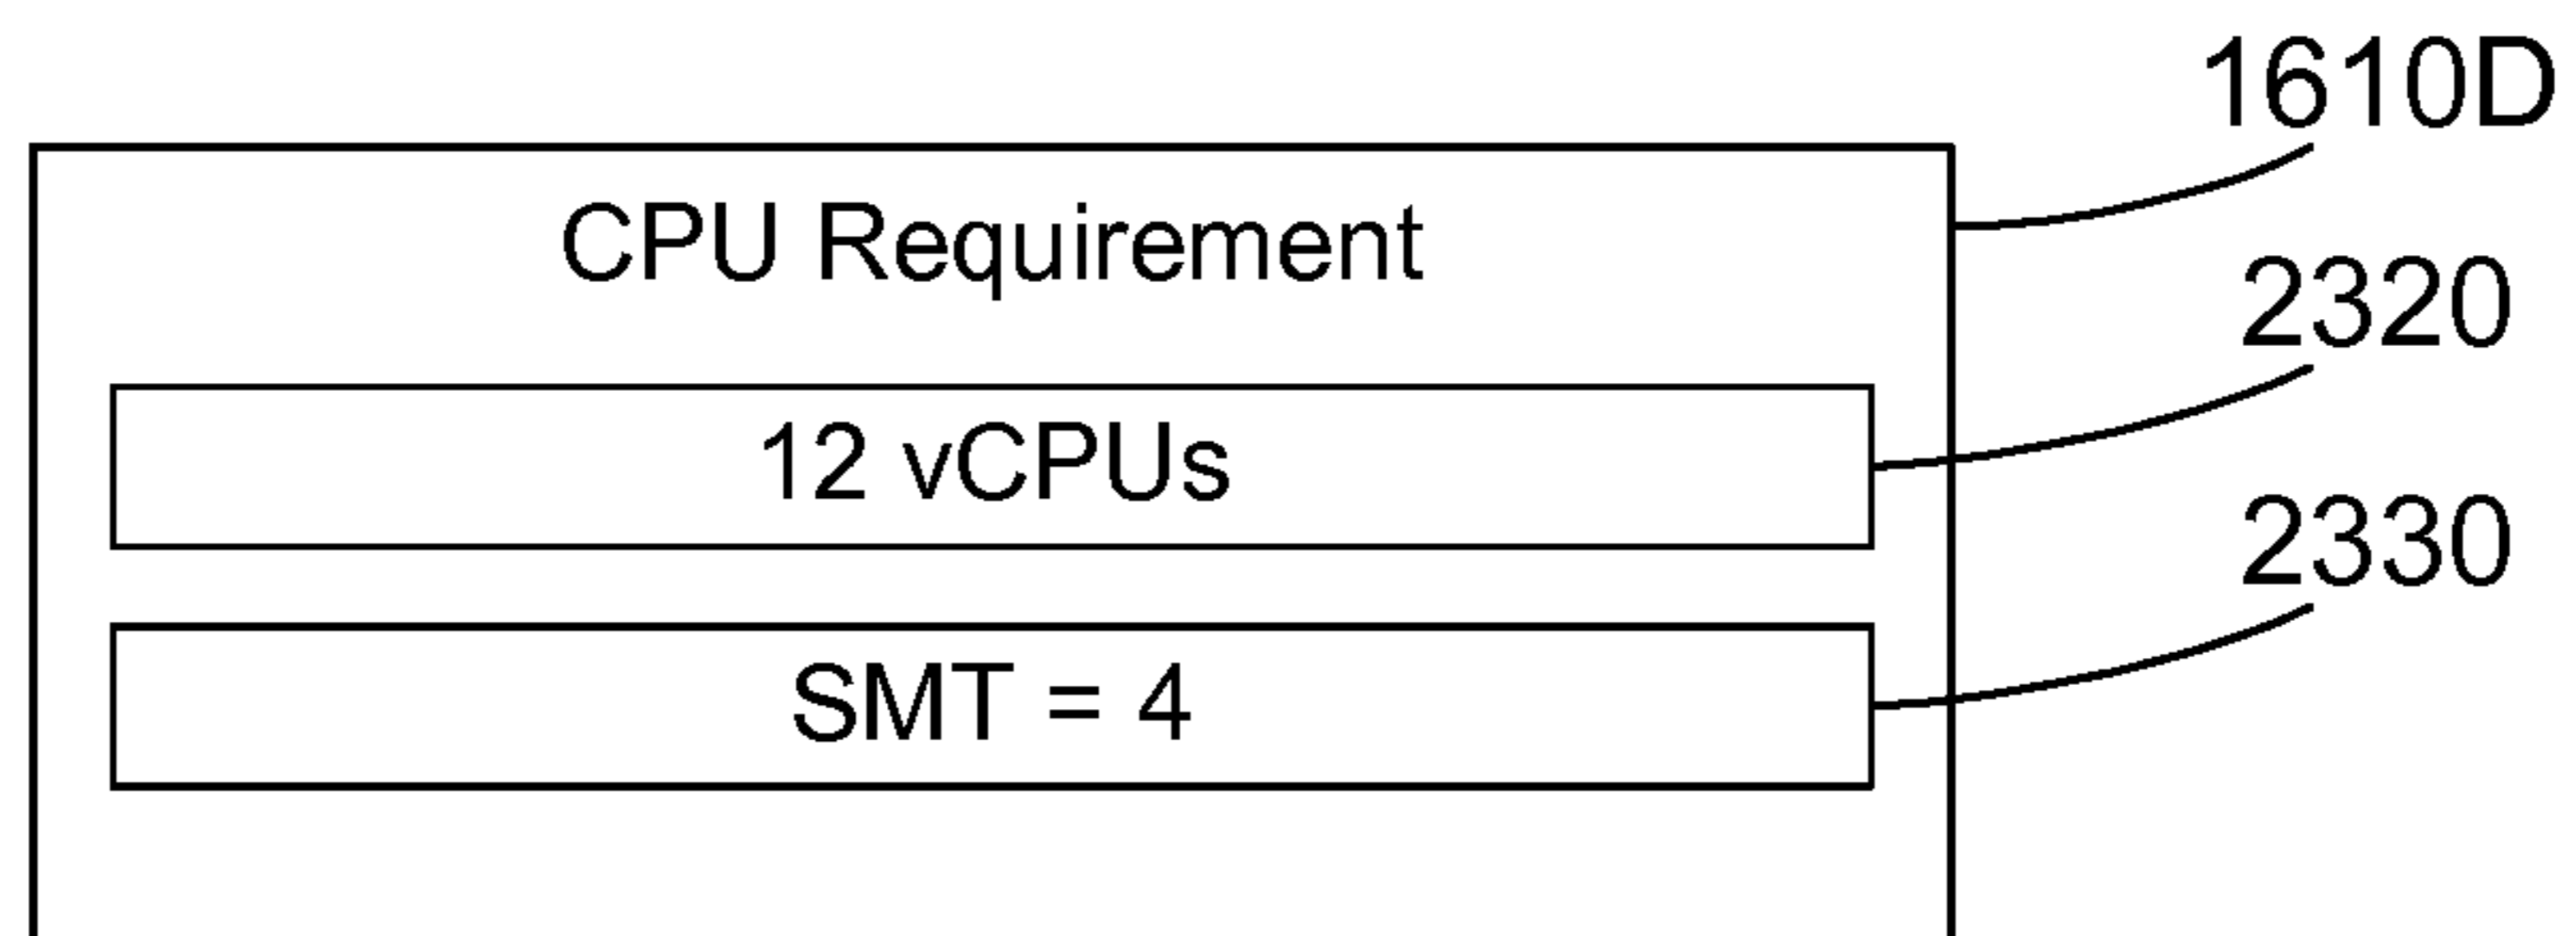 1610D
CPU Requirement
2320
12 vCPUs
2330
SMT = 4